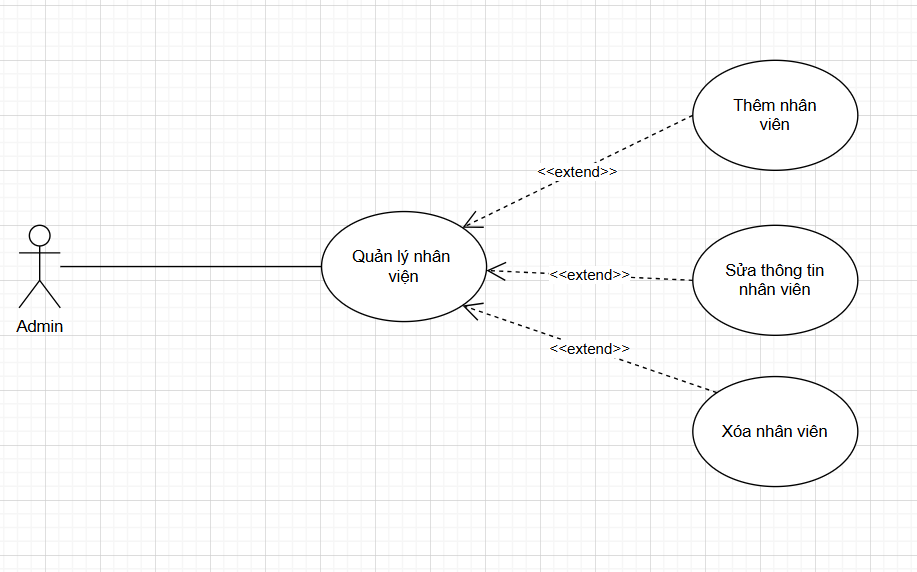 Thêm nhân
viên
<<extend>>
Quản lý nhân
viện
Admin
<<extend>>
Sửa thông tin
nhân viên
<<extend>>
Xóa nhân viên